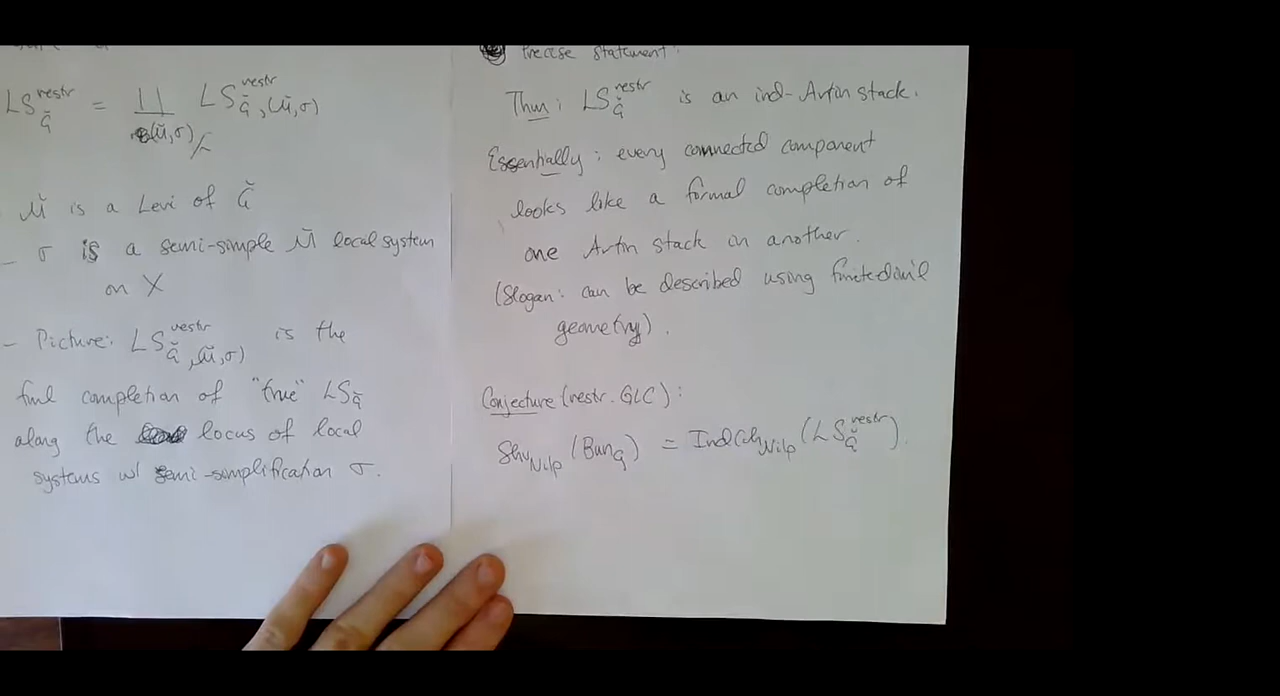 LS^restr_Ǧ = ∐_{(M̌,σ)/~} LS^restr_{Ǧ,(M̌,σ)}
M̌ is a Levi of Ǧ
– σ is a semi-simple M̌ local system
on X
– Picture: LS^restr_{Ǧ,(M̌,σ)} is the
fml completion of "true" LS_Ǧ
along the locus of local
systems w/ semi-simplification σ.
Precise statement:
Thm: LS^restr_Ǧ is an ind-Artin stack.
Essentially: every connected component
looks like a formal completion of
one Artin stack in another.
(Slogan: can be described using finite dim'l
geometry).
Conjecture (restr. GLC):
Shv_Nilp(Bun_G) = IndCoh_Nilp(LS^restr_Ǧ).